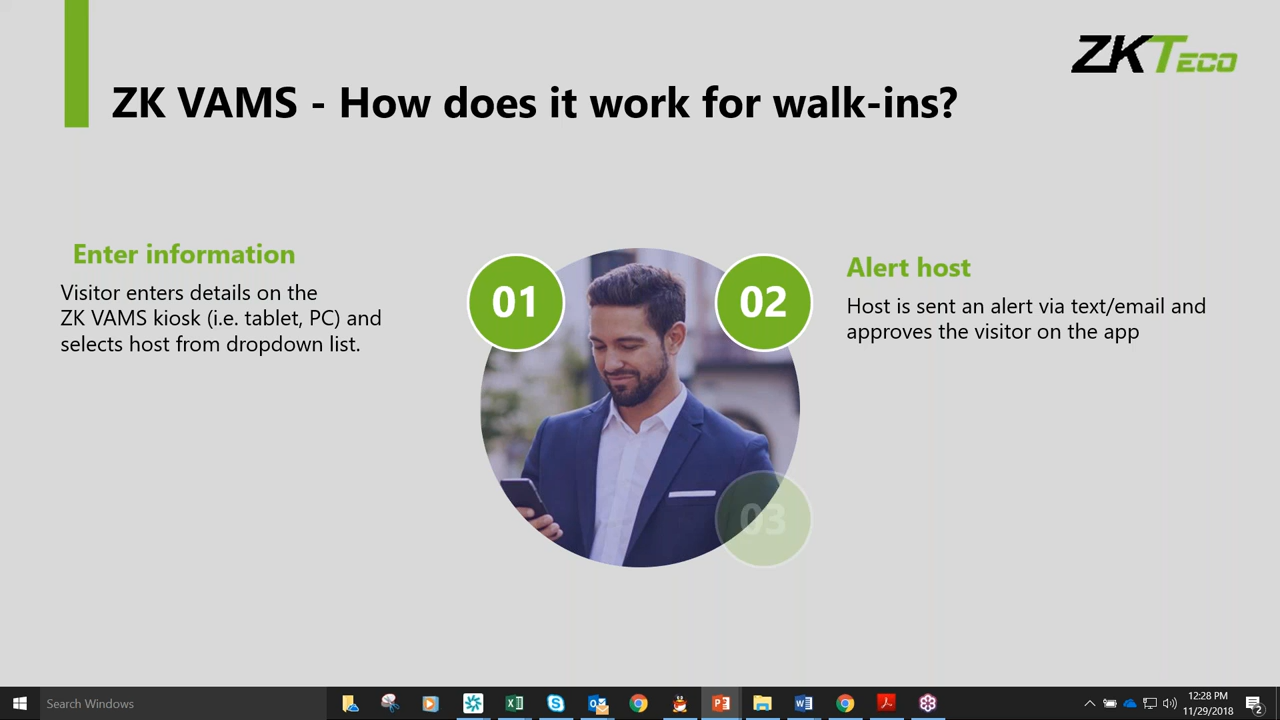 ZKTECO
ZK VAMS - How does it work for walk-ins?
Enter information
Visitor enters details on the
ZK VAMS kiosk (i.e. tablet, PC) and
selects host from dropdown list.
01
02
Alert host
Host is sent an alert via text/email and
approves the visitor on the app
03
Search Windows
12:28 PM
11/29/2018
2